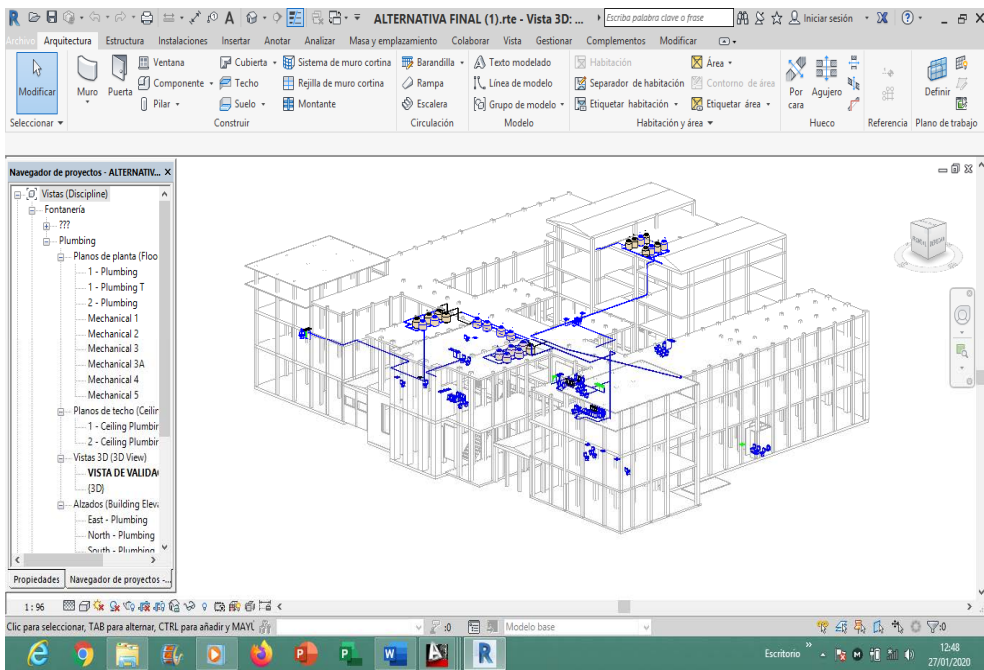 ALTERNATIVA FINAL (1).rte - Vista 3D: ...
Escriba palabra clave o frase
Iniciar sesión
Archivo Arquitectura Estructura Instalaciones Insertar Anotar Analizar Masa y emplazamiento Colaborar Vista Gestionar Complementos Modificar
Modificar
Muro
Puerta
Ventana
Componente
Pilar
Cubierta
Techo
Suelo
Sistema de muro cortina
Rejilla de muro cortina
Montante
Barandilla
Rampa
Escalera
Texto modelado
Línea de modelo
Grupo de modelo
Habitación
Separador de habitación
Etiquetar habitación
Área
Contorno de área
Etiquetar área
Por cara
Agujero
Definir
Seleccionar Construir Circulación Modelo Habitación y área Hueco Referencia Plano de trabajo
Navegador de proyectos - ALTERNATIV... X
Vistas (Discipline)
Fontanería
???
Plumbing
Planos de planta (Floo
1 - Plumbing
1 - Plumbing T
2 - Plumbing
Mechanical 1
Mechanical 2
Mechanical 3
Mechanical 3A
Mechanical 4
Mechanical 5
Planos de techo (Ceilir
1 - Ceiling Plumbir
2 - Ceiling Plumbir
Vistas 3D (3D View)
VISTA DE VALIDA
{3D}
Alzados (Building Elev
East - Plumbing
North - Plumbing
South - Plumbing
Propiedades Navegador de proyectos -...
1 : 96
Clic para seleccionar, TAB para alternar, CTRL para añadir y MAYÚ
:0
Modelo base
:0
Escritorio
12:48
27/01/2020